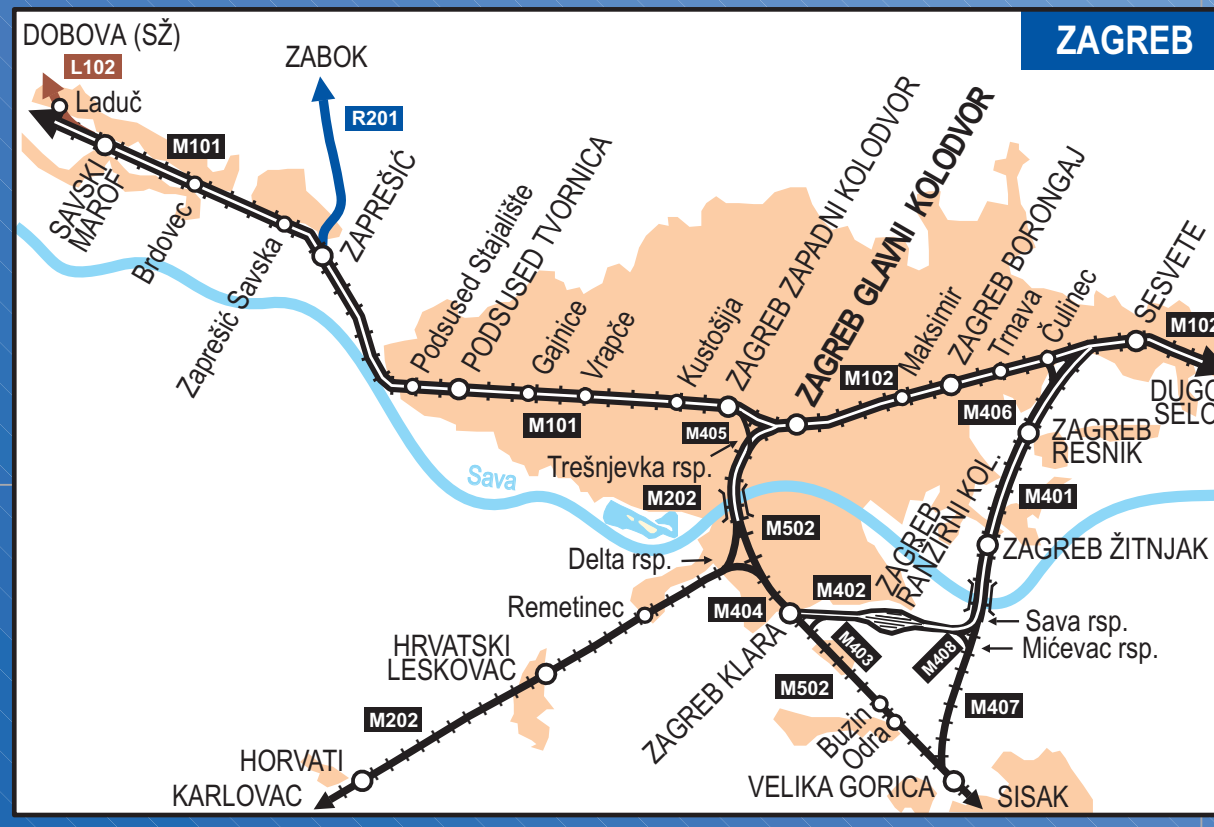 ZAGREB
DOBOVA (SŽ)
L102
Laduč
ZABOK
R201
M101
SAVSKI
MAROF
Brdovec
Zaprešić Savska
ZAPREŠIĆ
Podsused Stajalište
PODSUSED TVORNICA
Gajnice
Vrapče
Kustošija
ZAGREB ZAPADNI KOLODVOR
ZAGREB GLAVNI KOLODVOR
Maksimir
ZAGREB BORONGAJ
Trnava
Čulinec
SESVETE
M102
DUGO
SELO
M101
M405
M102
M406
ZAGREB
RESNIK
Trešnjevka rsp.
Sava
M202
M502
M401
ZAGREB
RANŽIRNI KOL.
ZAGREB ŽITNJAK
Delta rsp.
M402
Remetinec
M404
Sava rsp.
Mićevac rsp.
M403
M408
HRVATSKI
LESKOVAC
ZAGREB KLARA
M502
M407
M202
Buzin
Odra
HORVATI
KARLOVAC
VELIKA GORICA
SISAK